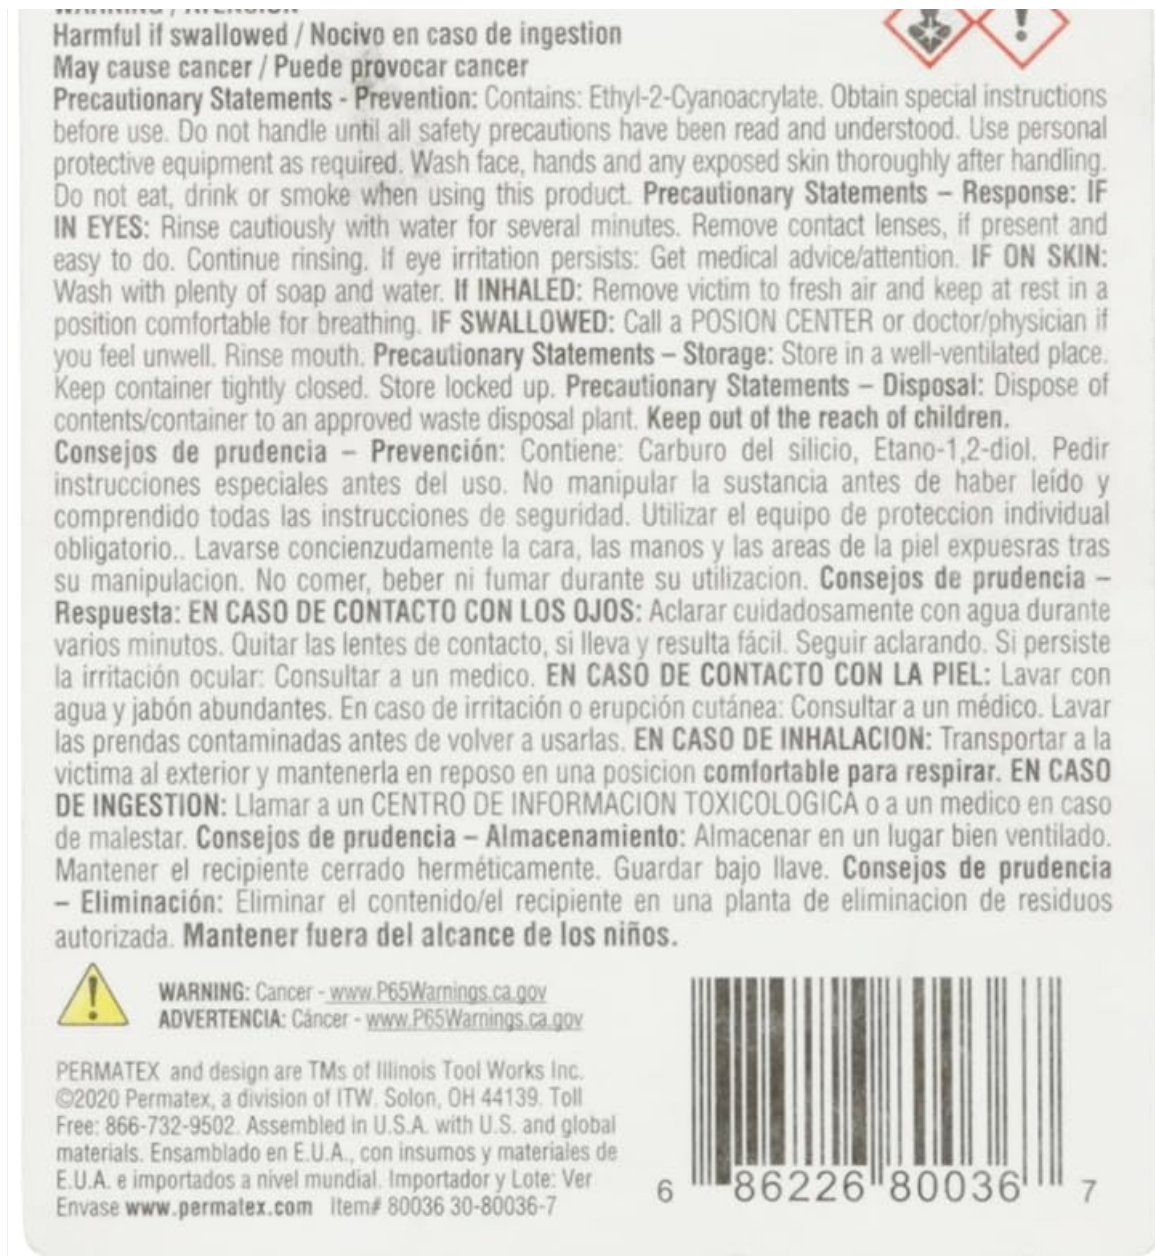 WARNING / ATENCIÓN
Harmful if swallowed / Nocivo en caso de ingestion
May cause cancer / Puede provocar cancer
Precautionary Statements - Prevention: Contains: Ethyl-2-Cyanoacrylate. Obtain special instructions
before use. Do not handle until all safety precautions have been read and understood. Use personal
protective equipment as required. Wash face, hands and any exposed skin thoroughly after handling.
Do not eat, drink or smoke when using this product. Precautionary Statements – Response: IF
IN EYES: Rinse cautiously with water for several minutes. Remove contact lenses, if present and
easy to do. Continue rinsing. If eye irritation persists: Get medical advice/attention. IF ON SKIN:
Wash with plenty of soap and water. If INHALED: Remove victim to fresh air and keep at rest in a
position comfortable for breathing. IF SWALLOWED: Call a POSION CENTER or doctor/physician if
you feel unwell. Rinse mouth. Precautionary Statements – Storage: Store in a well-ventilated place.
Keep container tightly closed. Store locked up. Precautionary Statements – Disposal: Dispose of
contents/container to an approved waste disposal plant. Keep out of the reach of children.
Consejos de prudencia – Prevención: Contiene: Carburo del silicio, Etano-1,2-diol. Pedir
instrucciones especiales antes del uso. No manipular la sustancia antes de haber leído y
comprendido todas las instrucciones de seguridad. Utilizar el equipo de proteccion individual
obligatorio.. Lavarse concienzudamente la cara, las manos y las areas de la piel expuesras tras
su manipulacion. No comer, beber ni fumar durante su utilizacion. Consejos de prudencia –
Respuesta: EN CASO DE CONTACTO CON LOS OJOS: Aclarar cuidadosamente con agua durante
varios minutos. Quitar las lentes de contacto, si lleva y resulta fácil. Seguir aclarando. Si persiste
la irritación ocular: Consultar a un medico. EN CASO DE CONTACTO CON LA PIEL: Lavar con
agua y jabón abundantes. En caso de irritación o erupción cutánea: Consultar a un médico. Lavar
las prendas contaminadas antes de volver a usarlas. EN CASO DE INHALACION: Transportar a la
victima al exterior y mantenerla en reposo en una posicion comfortable para respirar. EN CASO
DE INGESTION: Llamar a un CENTRO DE INFORMACION TOXICOLOGICA o a un medico en caso
de malestar. Consejos de prudencia – Almacenamiento: Almacenar en un lugar bien ventilado.
Mantener el recipiente cerrado herméticamente. Guardar bajo llave. Consejos de prudencia
– Eliminación: Eliminar el contenido/el recipiente en una planta de eliminacion de residuos
autorizada. Mantener fuera del alcance de los niños.
WARNING: Cancer - www.P65Warnings.ca.gov
ADVERTENCIA: Cáncer - www.P65Warnings.ca.gov
PERMATEX and design are TMs of Illinois Tool Works Inc.
©2020 Permatex, a division of ITW. Solon, OH 44139. Toll
Free: 866-732-9502. Assembled in U.S.A. with U.S. and global
materials. Ensamblado en E.U.A., con insumos y materiales de
E.U.A. e importados a nivel mundial. Importador y Lote: Ver
Envase www.permatex.com Item# 80036 30-80036-7
6 86226 80036 7